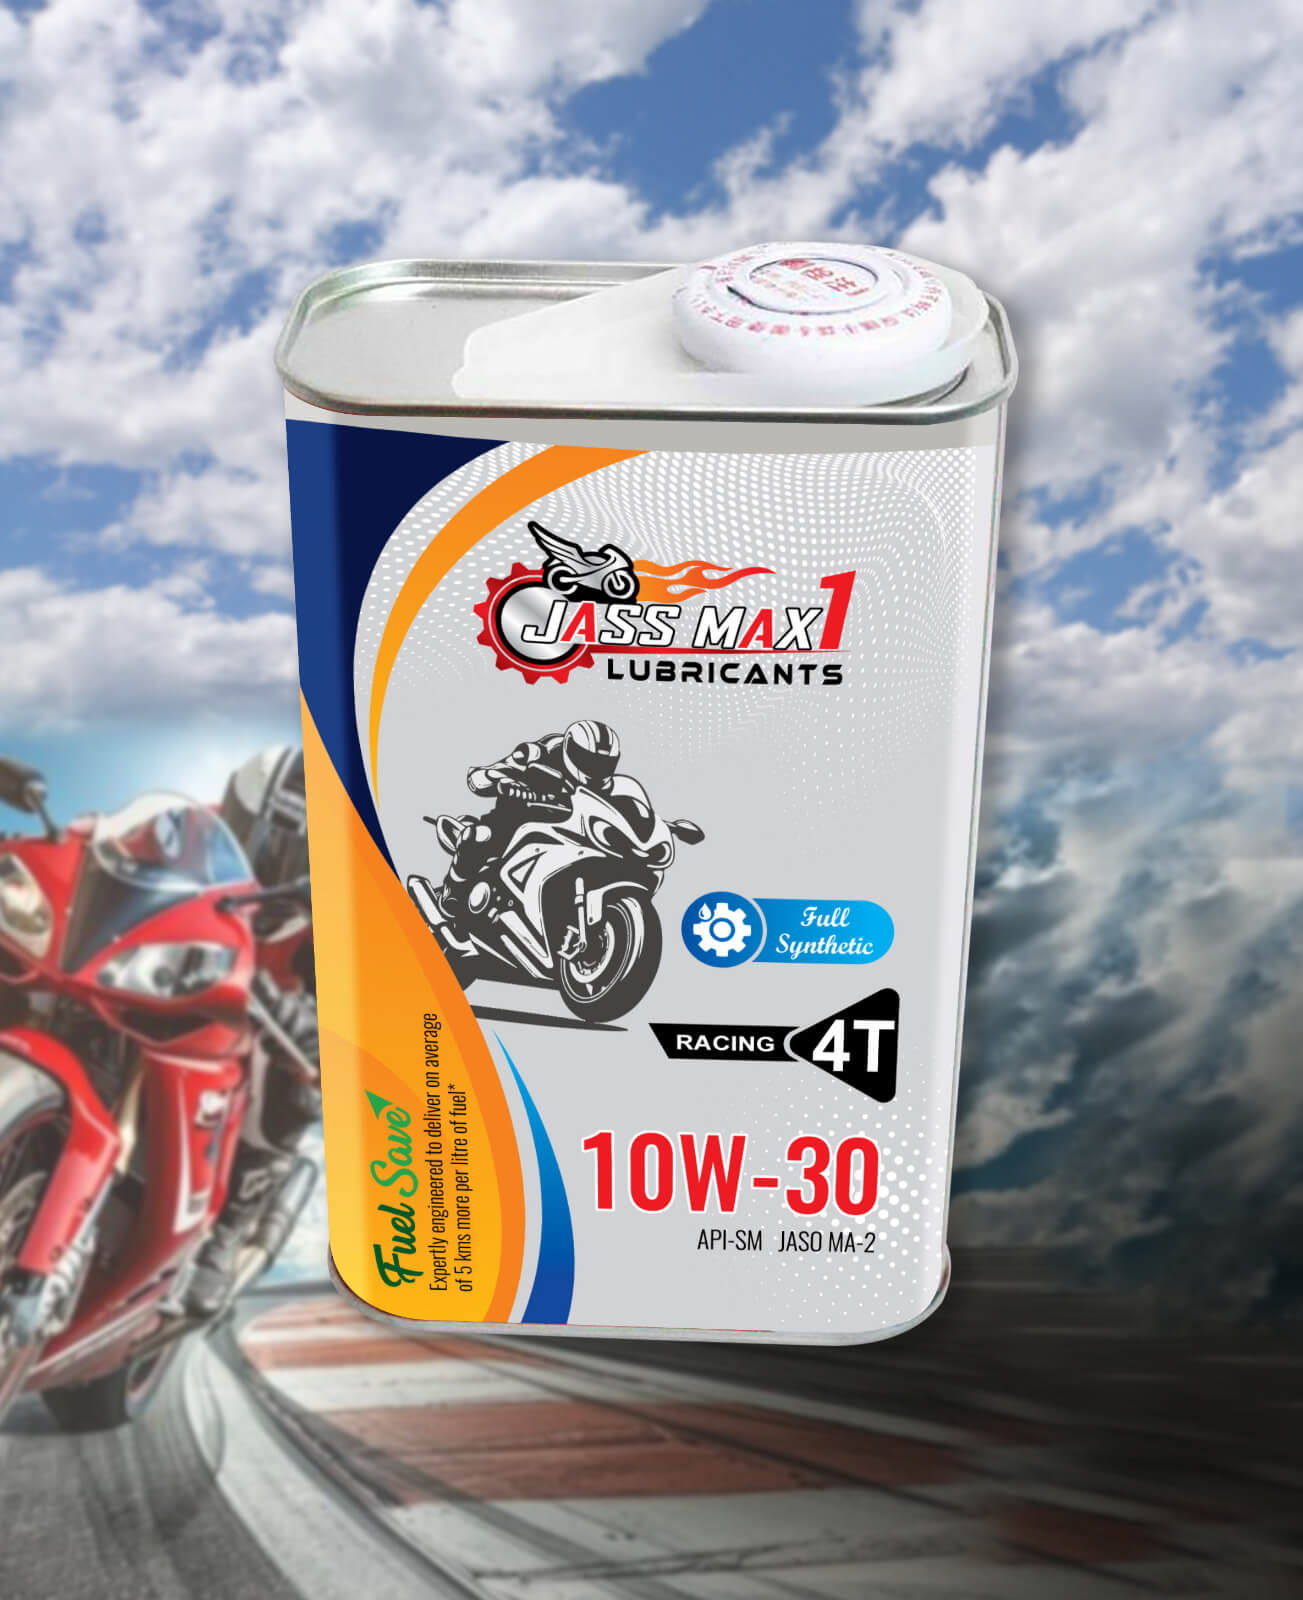 JASS MAX1
LUBRICANTS
Full
Synthetic
RACING 4T
Fuel Save
Expertly engineered to deliver on average
of 5 kms more per litre of fuel*
10W-30
API-SM JASO MA-2